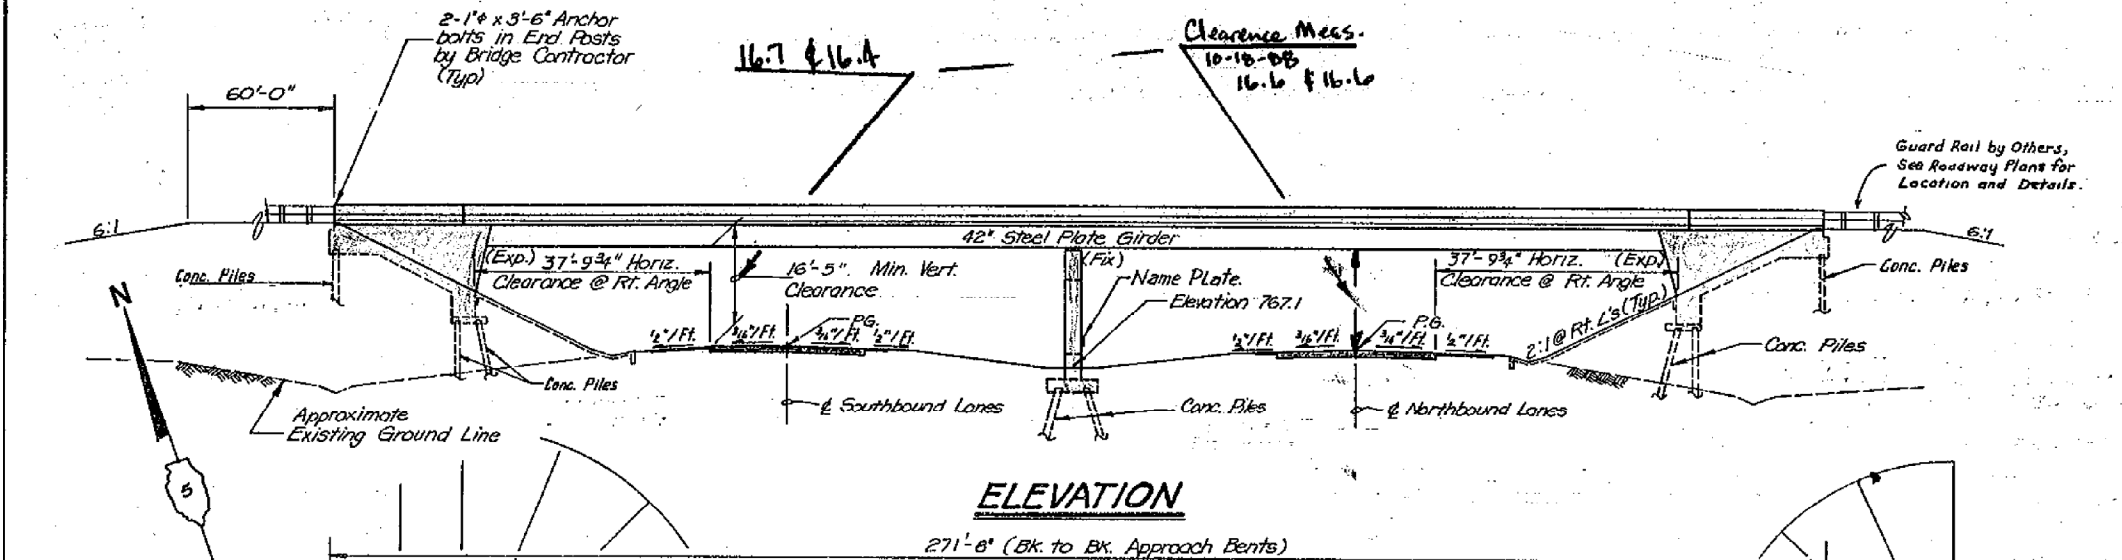 2-1"φ x 3'-6" Anchor
bolts in End Posts
by Bridge Contractor
(Typ)
16.7 & 16.4
Clearence Meas.
10-18-88
16.6 & 16.6
60'-0"
Guard Rail by Others,
See Roadway Plans for
Location and Details.
6:1
6:1
42" Steel Plate Girder
(Exp.) 37'-9¾" Horiz.
Clearance @ Rt. Angle
16'-5" Min. Vert.
Clearance
(Fix)
Name Plate.
Elevation 767.1
37'-9¾" Horiz. (Exp)
Clearance @ Rt. Angle
Conc. Piles
Conc. Piles
N
½"/Ft. 3/16"/Ft. P.G. 3/16"/Ft. ½"/Ft.
½"/Ft. 3/16"/Ft. P.G. 3/16"/Ft. ½"/Ft.
2:1 @ Rt. L's (Typ.)
Conc. Piles
Conc. Piles
Approximate
Existing Ground Line
℄ Southbound Lanes
Conc. Piles
℄ Northbound Lanes
5
ELEVATION
271'-6" (Bk. to Bk. Approach Bents)